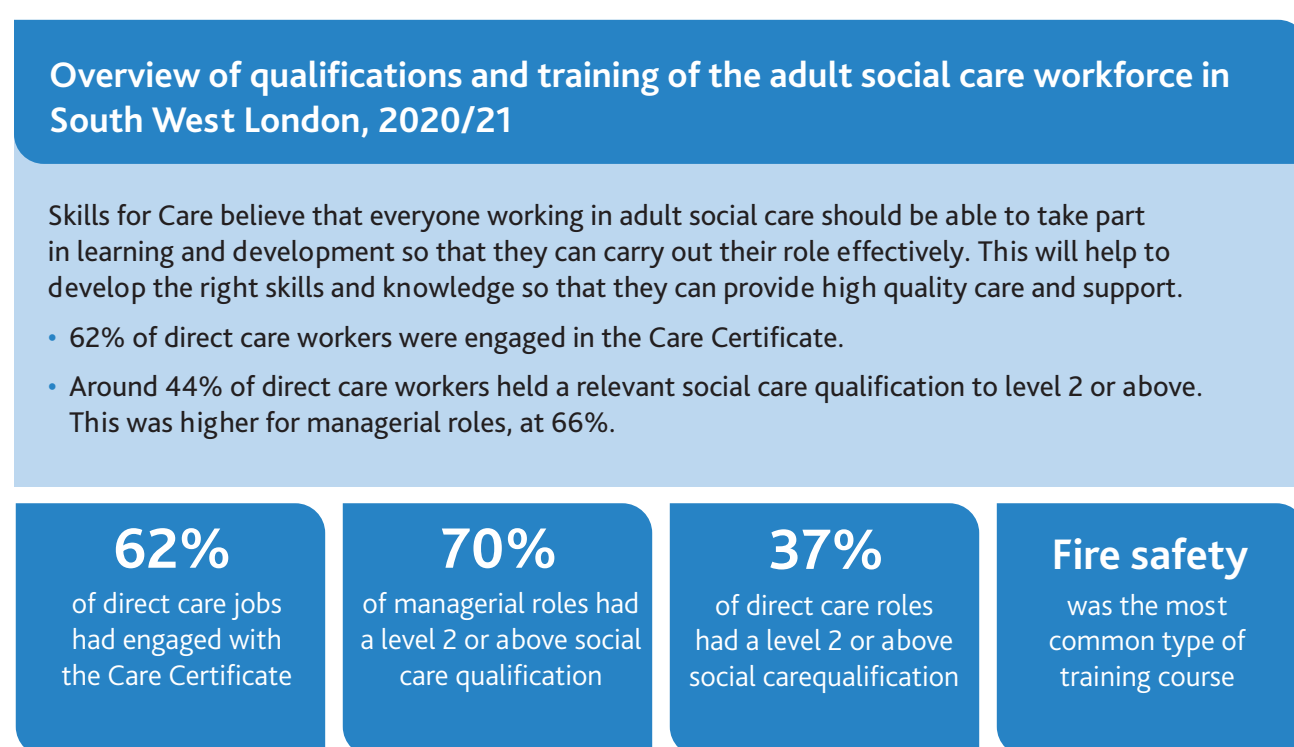 Overview of qualifications and training of the adult social care workforce in
South West London, 2020/21
Skills for Care believe that everyone working in adult social care should be able to take part
in learning and development so that they can carry out their role effectively. This will help to
develop the right skills and knowledge so that they can provide high quality care and support.
• 62% of direct care workers were engaged in the Care Certificate.
• Around 44% of direct care workers held a relevant social care qualification to level 2 or above.
This was higher for managerial roles, at 66%.
62%
of direct care jobs
had engaged with
the Care Certificate
70%
of managerial roles had
a level 2 or above social
care qualification
37%
of direct care roles
had a level 2 or above
social carequalification
Fire safety
was the most
common type of
training course